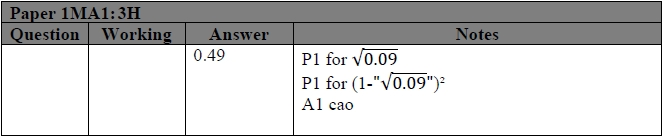 Paper 1MA1: 3H
Question Working Answer Notes
0.49 P1 for √0.09
P1 for (1-"√0.09")²
A1 cao